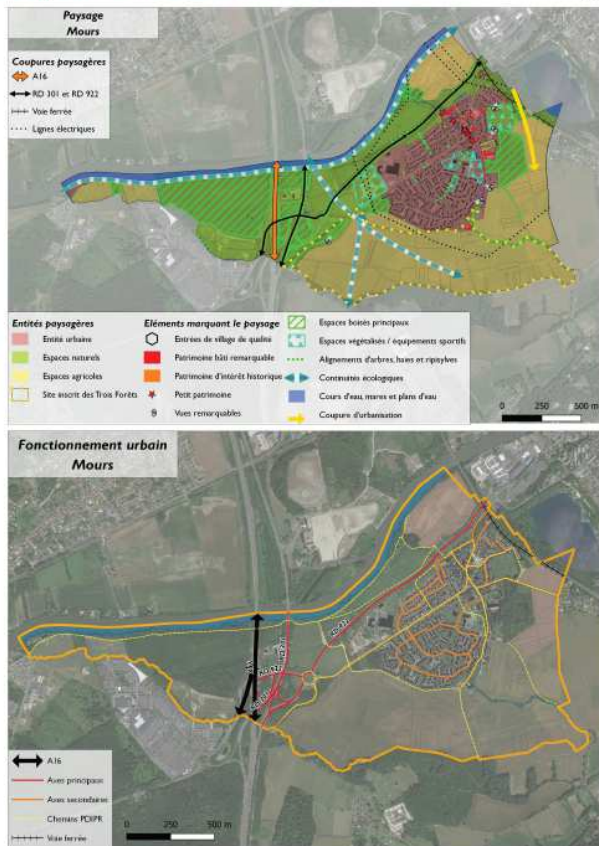 Paysage
Mours
Coupures paysagères
A16
RD 301 et RD 922
Voie ferrée
Lignes électriques
Entités paysagères
Entité urbaine
Espaces naturels
Espaces agricoles
Site inscrit des Trois Forêts
Eléments marquant le paysage
Entrées de village de qualité
Patrimoine bâti remarquable
Patrimoine d'intérêt historique
Petit patrimoine
Vues remarquables
Espaces boisés principaux
Espaces végétalisés / équipements sportifs
Alignements d'arbres, haies et ripisylves
Continuités écologiques
Cours d'eau, mares et plans d'eau
Coupure d'urbanisation
0 250 500 m
Fonctionnement urbain
Mours
RD 922
A16
Axes principaux
Axes secondaires
Chemins PDIPR
Voie ferrée
0 250 500 m